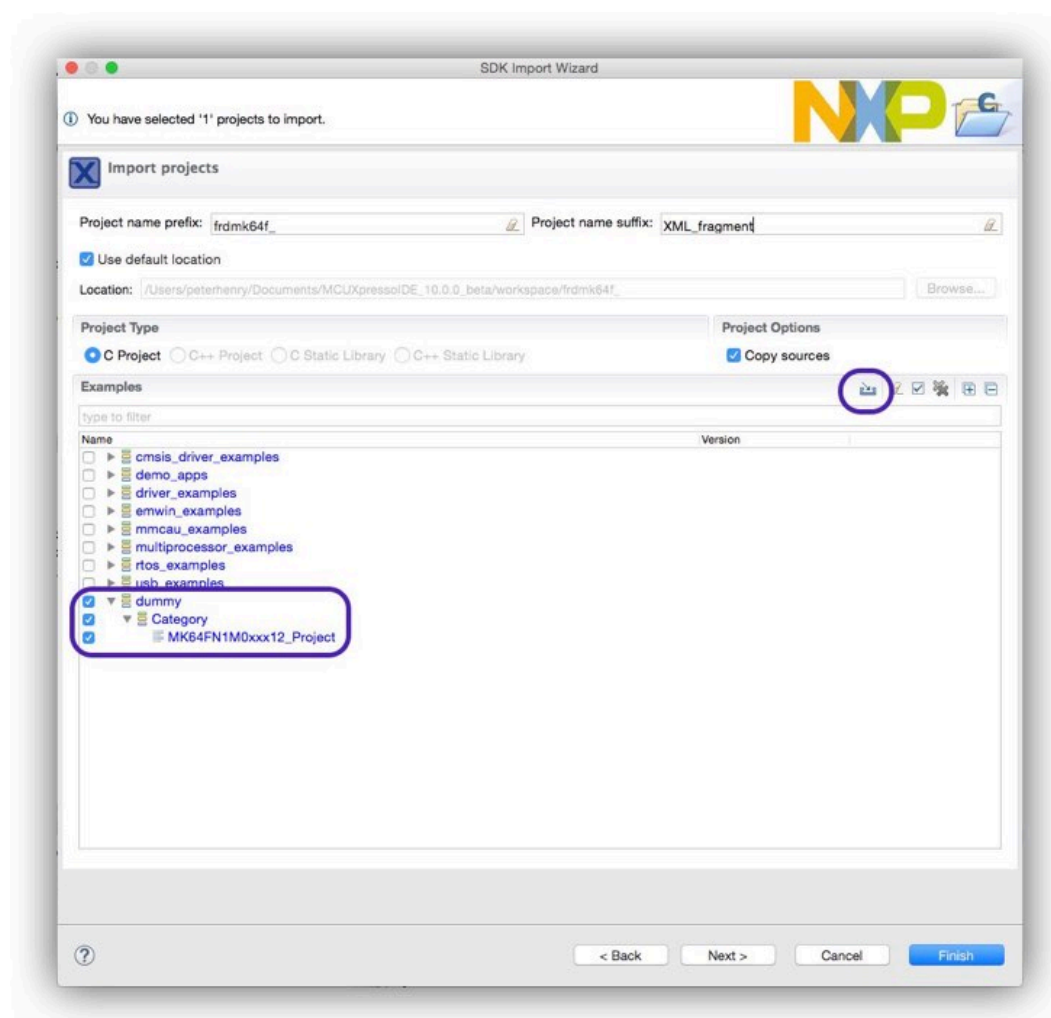 SDK Import Wizard
You have selected '1' projects to import.
NXP
C
X Import projects
Project name prefix: frdmk64f_ Project name suffix: XML_fragment
Use default location
Location: /Users/peterhenry/Documents/MCUXpressoIDE_10.0.0_beta/workspace/frdmk64f_ Browse...
Project Type Project Options
C Project C++ Project C Static Library C++ Static Library Copy sources
Examples
type to filter
Name Version
cmsis_driver_examples
demo_apps
driver_examples
emwin_examples
mmcau_examples
multiprocessor_examples
rtos_examples
usb_examples
dummy
Category
MK64FN1M0xxx12_Project
? < Back Next > Cancel Finish